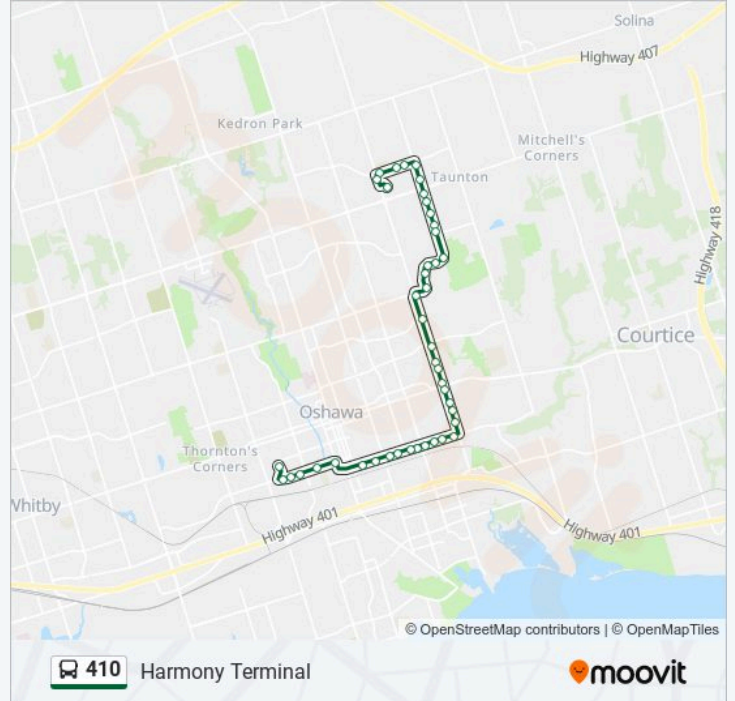 Solina
Highway 407
Kedron Park
Mitchell's
Corners
Taunton
Highway 418
Courtice
Oshawa
Thornton's
Corners
Whitby
Highway 401
Highway 401
© OpenStreetMap contributors | © OpenMapTiles
410 Harmony Terminal
moovit